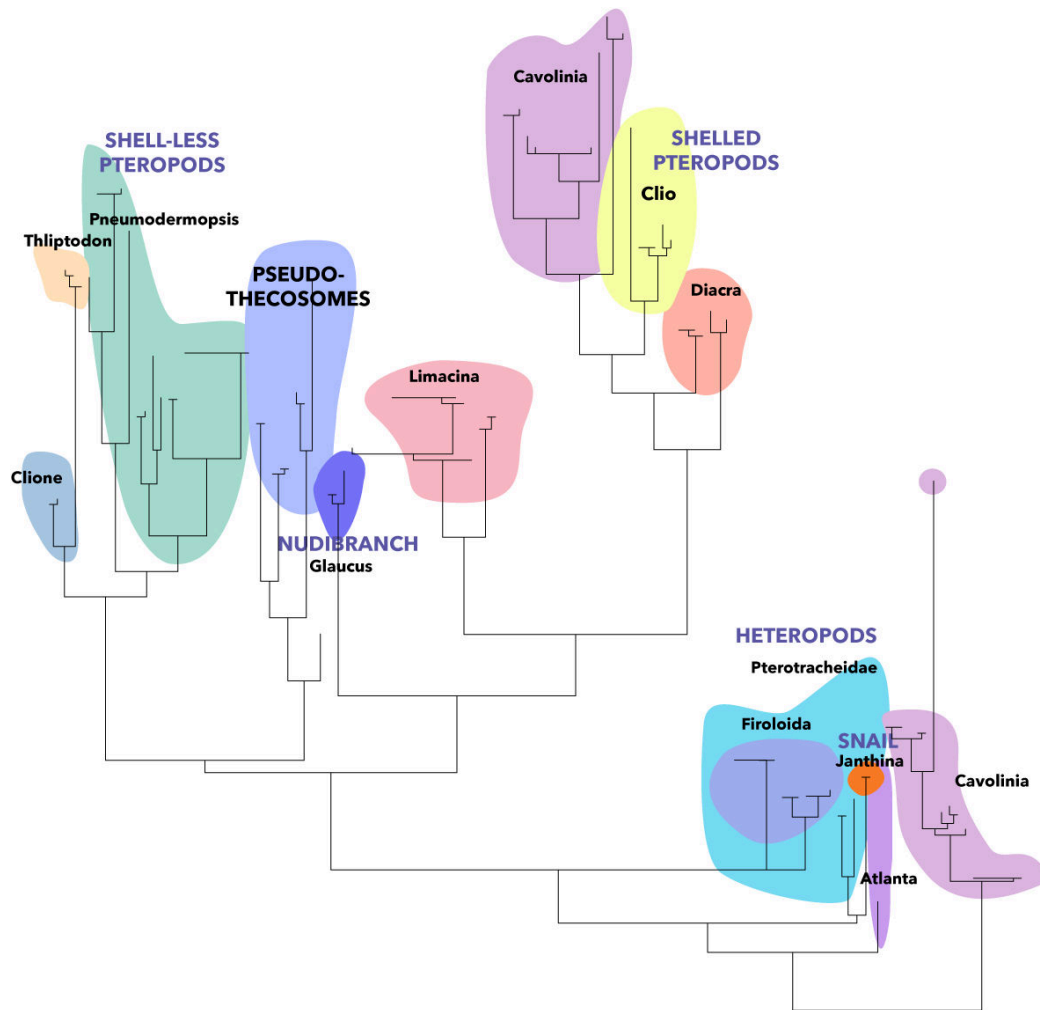 Cavolinia
SHELL-LESS
PTEROPODS
SHELLED
PTEROPODS
Clio
Pneumodermopsis
Thliptodon
PSEUDO-
THECOSOMES
Diacra
Limacina
Clione
NUDIBRANCH
Glaucus
HETEROPODS
Pterotracheidae
Firoloida
SNAIL
Janthina
Cavolinia
Atlanta